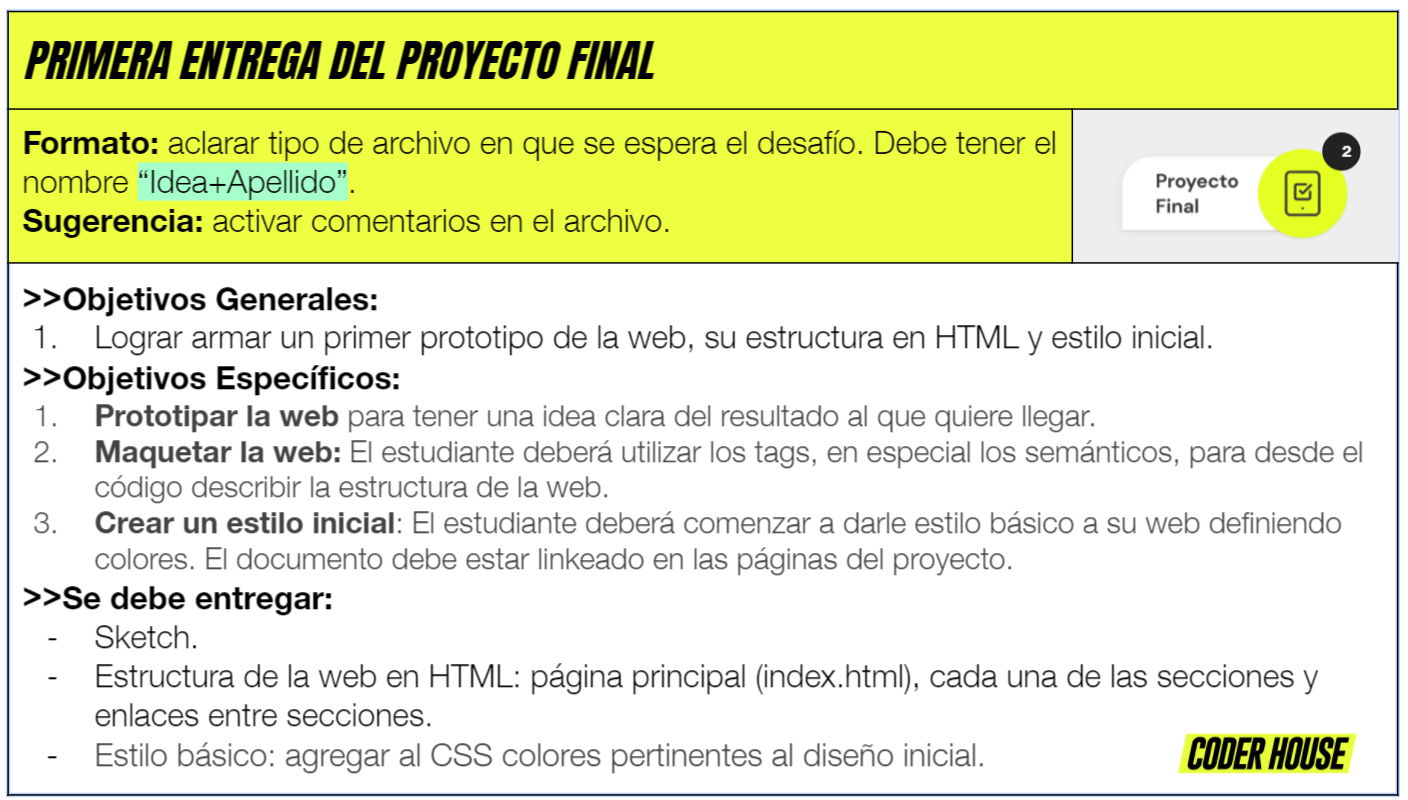 PRIMERA ENTREGA DEL PROYECTO FINAL
Formato: aclarar tipo de archivo en que se espera el desafío. Debe tener el
nombre “Idea+Apellido”.
Sugerencia: activar comentarios en el archivo.
2
Proyecto
Final
>>Objetivos Generales:
1. Lograr armar un primer prototipo de la web, su estructura en HTML y estilo inicial.
>>Objetivos Específicos:
1. Prototipar la web para tener una idea clara del resultado al que quiere llegar.
2. Maquetar la web: El estudiante deberá utilizar los tags, en especial los semánticos, para desde el
código describir la estructura de la web.
3. Crear un estilo inicial: El estudiante deberá comenzar a darle estilo básico a su web definiendo
colores. El documento debe estar linkeado en las páginas del proyecto.
>>Se debe entregar:
- Sketch.
- Estructura de la web en HTML: página principal (index.html), cada una de las secciones y
enlaces entre secciones.
- Estilo básico: agregar al CSS colores pertinentes al diseño inicial.
CODER HOUSE